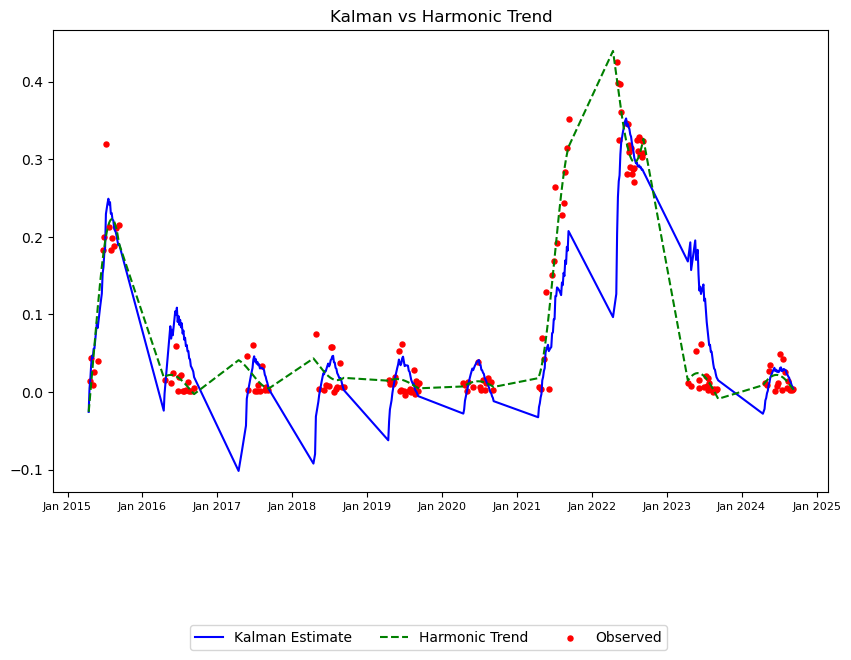 Kalman vs Harmonic Trend
0.4
0.3
0.2
0.1
0.0
−0.1
Jan 2015 Jan 2016 Jan 2017 Jan 2018 Jan 2019 Jan 2020 Jan 2021 Jan 2022 Jan 2023 Jan 2024 Jan 2025
Kalman Estimate Harmonic Trend Observed